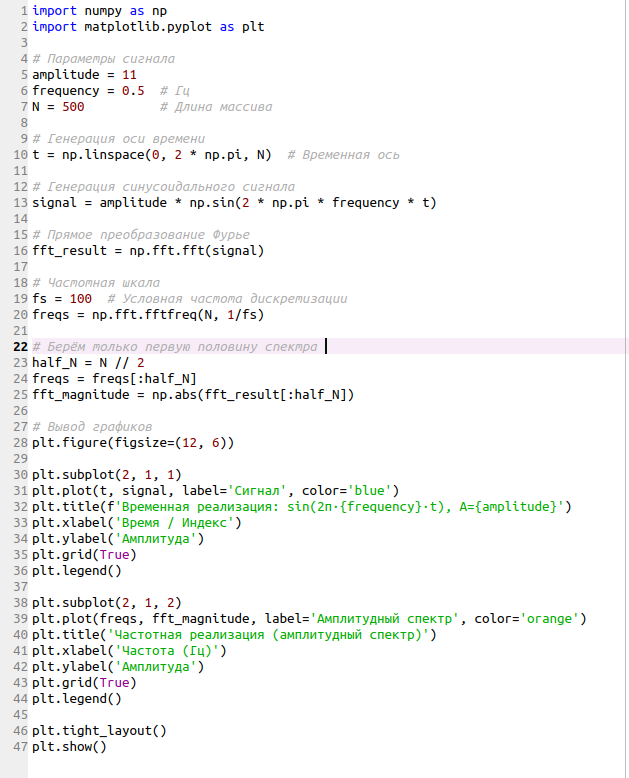 1 import numpy as np
2 import matplotlib.pyplot as plt
3
4 # Параметры сигнала
5 amplitude = 11
6 frequency = 0.5  # Гц
7 N = 500          # Длина массива
8
9 # Генерация оси времени
10 t = np.linspace(0, 2 * np.pi, N)  # Временная ось
11
12 # Генерация синусоидального сигнала
13 signal = amplitude * np.sin(2 * np.pi * frequency * t)
14
15 # Прямое преобразование Фурье
16 fft_result = np.fft.fft(signal)
17
18 # Частотная шкала
19 fs = 100  # Условная частота дискретизации
20 freqs = np.fft.fftfreq(N, 1/fs)
21
22 # Берём только первую половину спектра
23 half_N = N // 2
24 freqs = freqs[:half_N]
25 fft_magnitude = np.abs(fft_result[:half_N])
26
27 # Вывод графиков
28 plt.figure(figsize=(12, 6))
29
30 plt.subplot(2, 1, 1)
31 plt.plot(t, signal, label='Сигнал', color='blue')
32 plt.title(f'Временная реализация: sin(2π·{frequency}·t), A={amplitude}')
33 plt.xlabel('Время / Индекс')
34 plt.ylabel('Амплитуда')
35 plt.grid(True)
36 plt.legend()
37
38 plt.subplot(2, 1, 2)
39 plt.plot(freqs, fft_magnitude, label='Амплитудный спектр', color='orange')
40 plt.title('Частотная реализация (амплитудный спектр)')
41 plt.xlabel('Частота (Гц)')
42 plt.ylabel('Амплитуда')
43 plt.grid(True)
44 plt.legend()
45
46 plt.tight_layout()
47 plt.show()